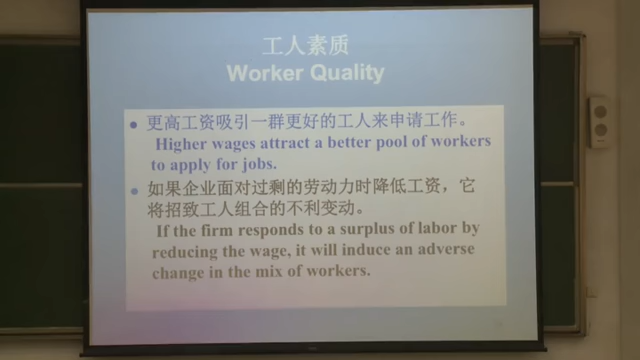 工人素质
Worker Quality
更高工资吸引一群更好的工人来申请工作。
Higher wages attract a better pool of workers
to apply for jobs.
如果企业面对过剩的劳动力时降低工资，它
将招致工人组合的不利变动。
If the firm responds to a surplus of labor by
reducing the wage, it will induce an adverse
change in the mix of workers.